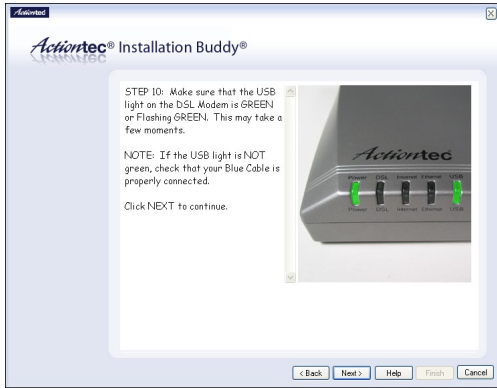 Actiontec
Actiontec® Installation Buddy®
STEP 10: Make sure that the USB
light on the DSL Modem is GREEN
or Flashing GREEN. This may take a
few moments.
NOTE: If the USB light is NOT
green, check that your Blue Cable is
properly connected.
Click NEXT to continue.
Actiontec
Power DSL Internet Ethernet USB
Power DSL Internet Ethernet USB
< Back Next > Help Finish Cancel